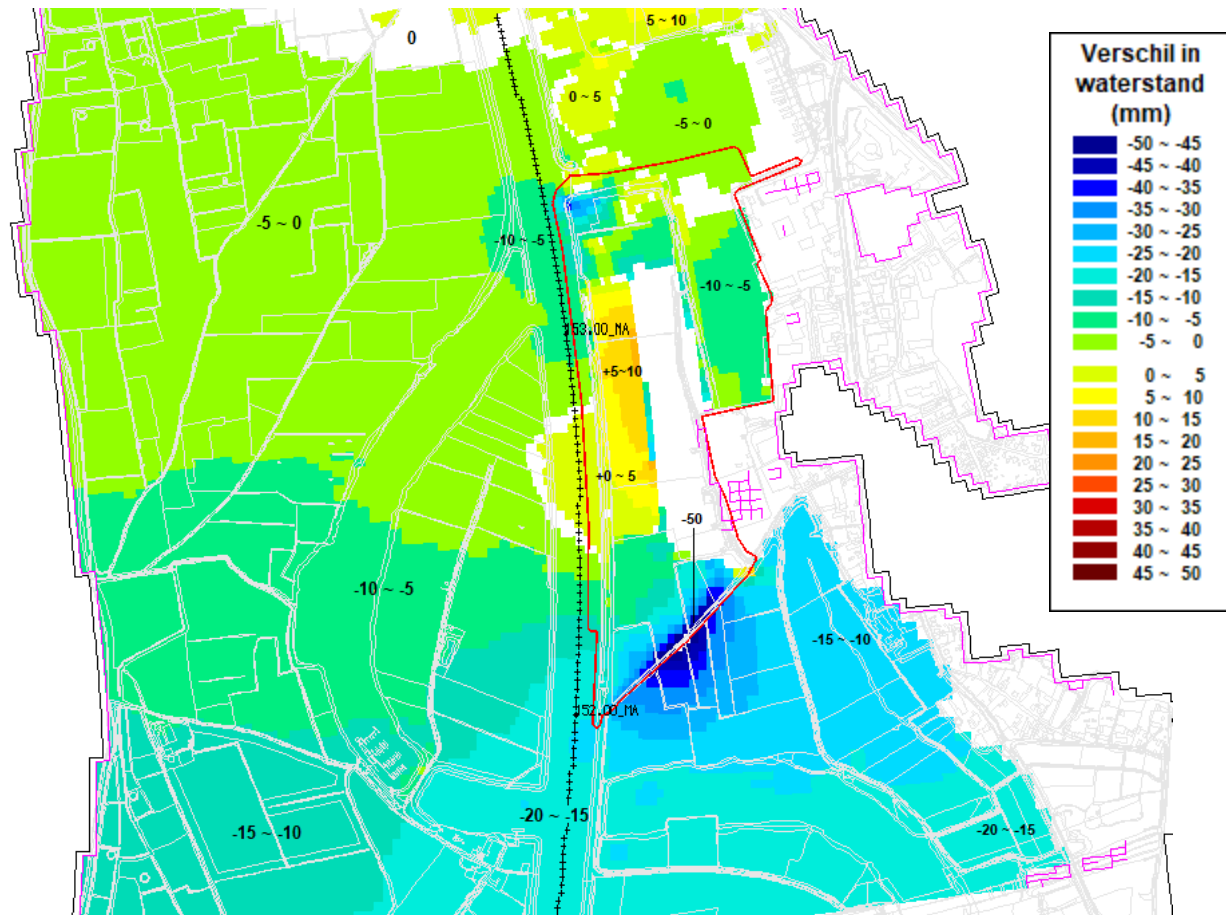 0
5 ~ 10
0 ~ 5
-5 ~ 0
-5 ~ 0
-10 ~ -5
-10 ~ -5
153.00_MA
+5~10
+0 ~ 5
-50
-10 ~ -5
-15 ~ -10
152.00_MA
-20 ~ -15
-15 ~ -10
-20 ~ -15
Verschil in
waterstand
(mm)
-50 ~ -45
-45 ~ -40
-40 ~ -35
-35 ~ -30
-30 ~ -25
-25 ~ -20
-20 ~ -15
-15 ~ -10
-10 ~ -5
-5 ~ 0
0 ~ 5
5 ~ 10
10 ~ 15
15 ~ 20
20 ~ 25
25 ~ 30
30 ~ 35
35 ~ 40
40 ~ 45
45 ~ 50